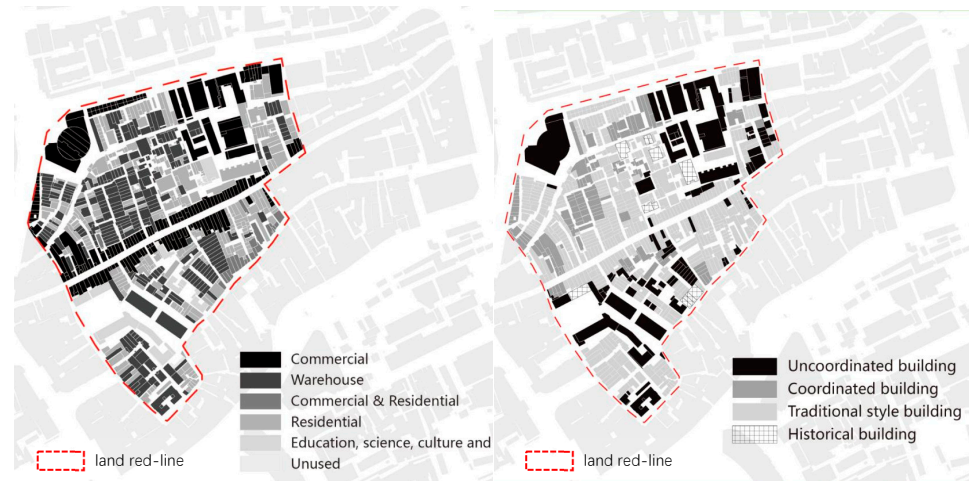 Commercial
Warehouse
Commercial & Residential
Residential
Education, science, culture and
Unused
land red-line
Uncoordinated building
Coordinated building
Traditional style building
Historical building
land red-line